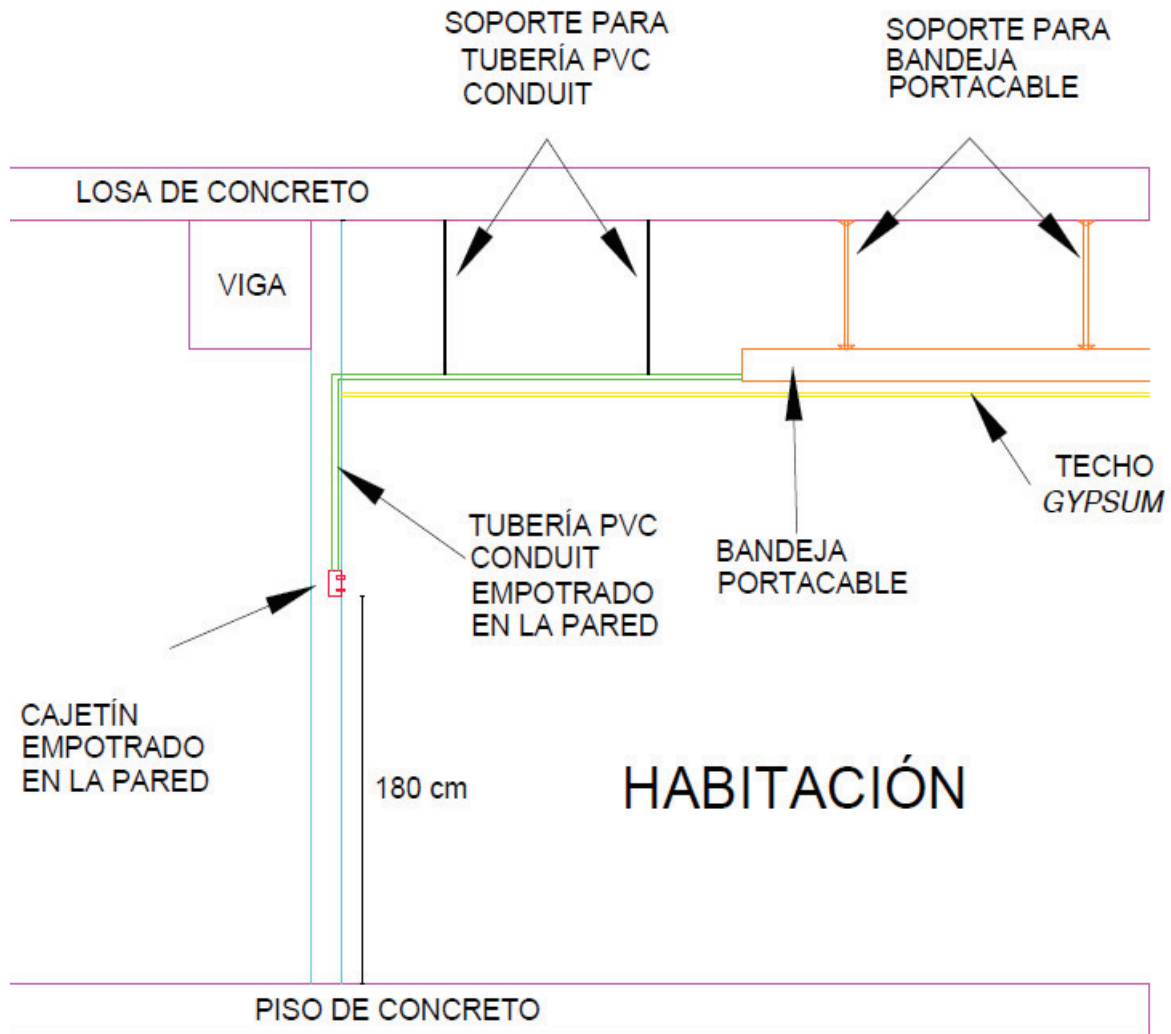 SOPORTE PARA
TUBERÍA PVC
CONDUIT
SOPORTE PARA
BANDEJA
PORTACABLE
LOSA DE CONCRETO
VIGA
TECHO
GYPSUM
TUBERÍA PVC
CONDUIT
EMPOTRADO
EN LA PARED
BANDEJA
PORTACABLE
CAJETÍN
EMPOTRADO
EN LA PARED
180 cm
HABITACIÓN
PISO DE CONCRETO